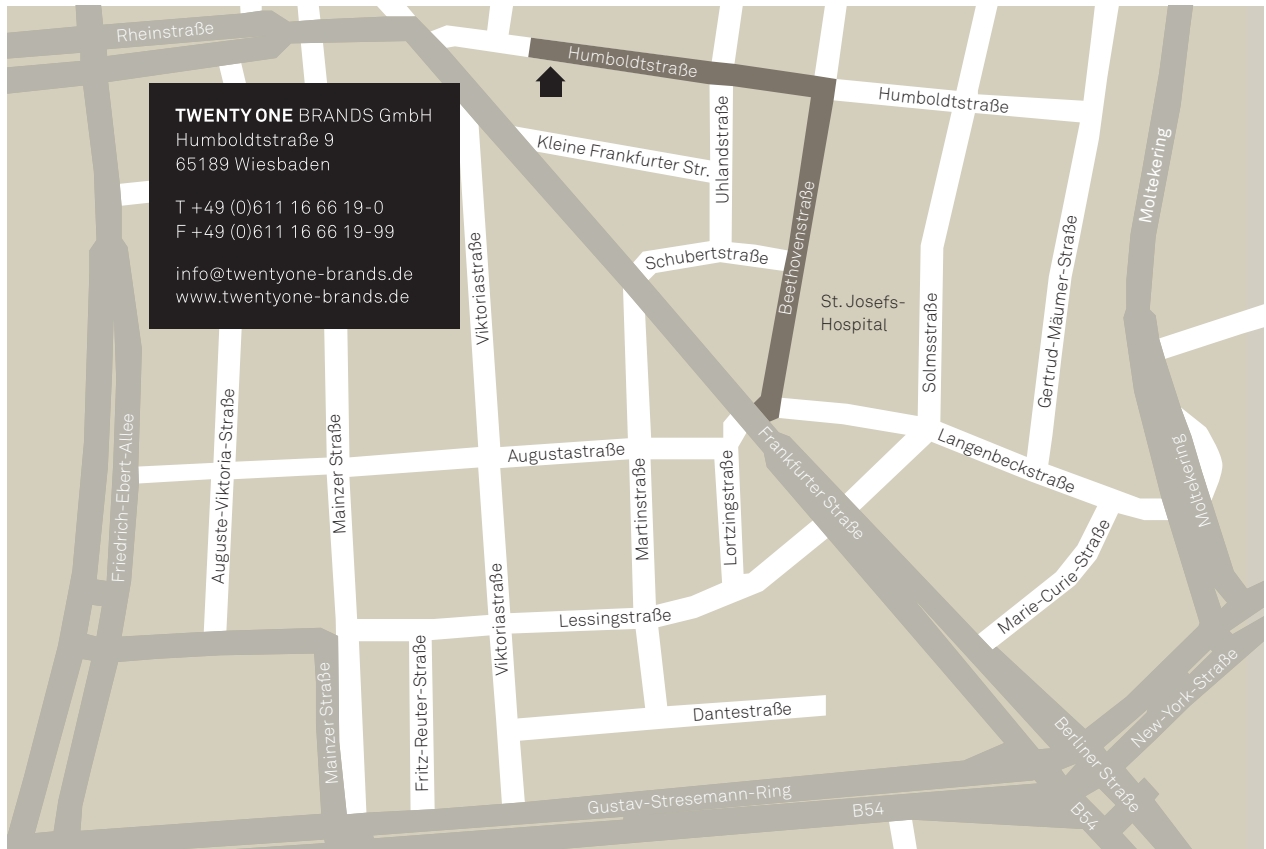 Rheinstraße
Humboldtstraße
Humboldtstraße
TWENTY ONE BRANDS GmbH
Humboldtstraße 9
65189 Wiesbaden
T +49 (0)611 16 66 19-0
F +49 (0)611 16 66 19-99
info@twentyone-brands.de
www.twentyone-brands.de
Kleine Frankfurter Str.
Uhlandstraße
Moltekering
Schubertstraße
Beethovenstraße
Viktoriastraße
St. Josefs-
Hospital
Solmsstraße
Gertrud-Mäumer-Straße
Friedrich-Ebert-Allee
Auguste-Viktoria-Straße
Mainzer Straße
Augustastraße
Martinstraße
Lortzingstraße
Frankfurter Straße
Langenbeckstraße
Moltekering
Marie-Curie-Straße
Lessingstraße
Viktoriastraße
Fritz-Reuter-Straße
Mainzer Straße
Dantestraße
New-York-Straße
Berliner Straße
Gustav-Stresemann-Ring
B54
B54